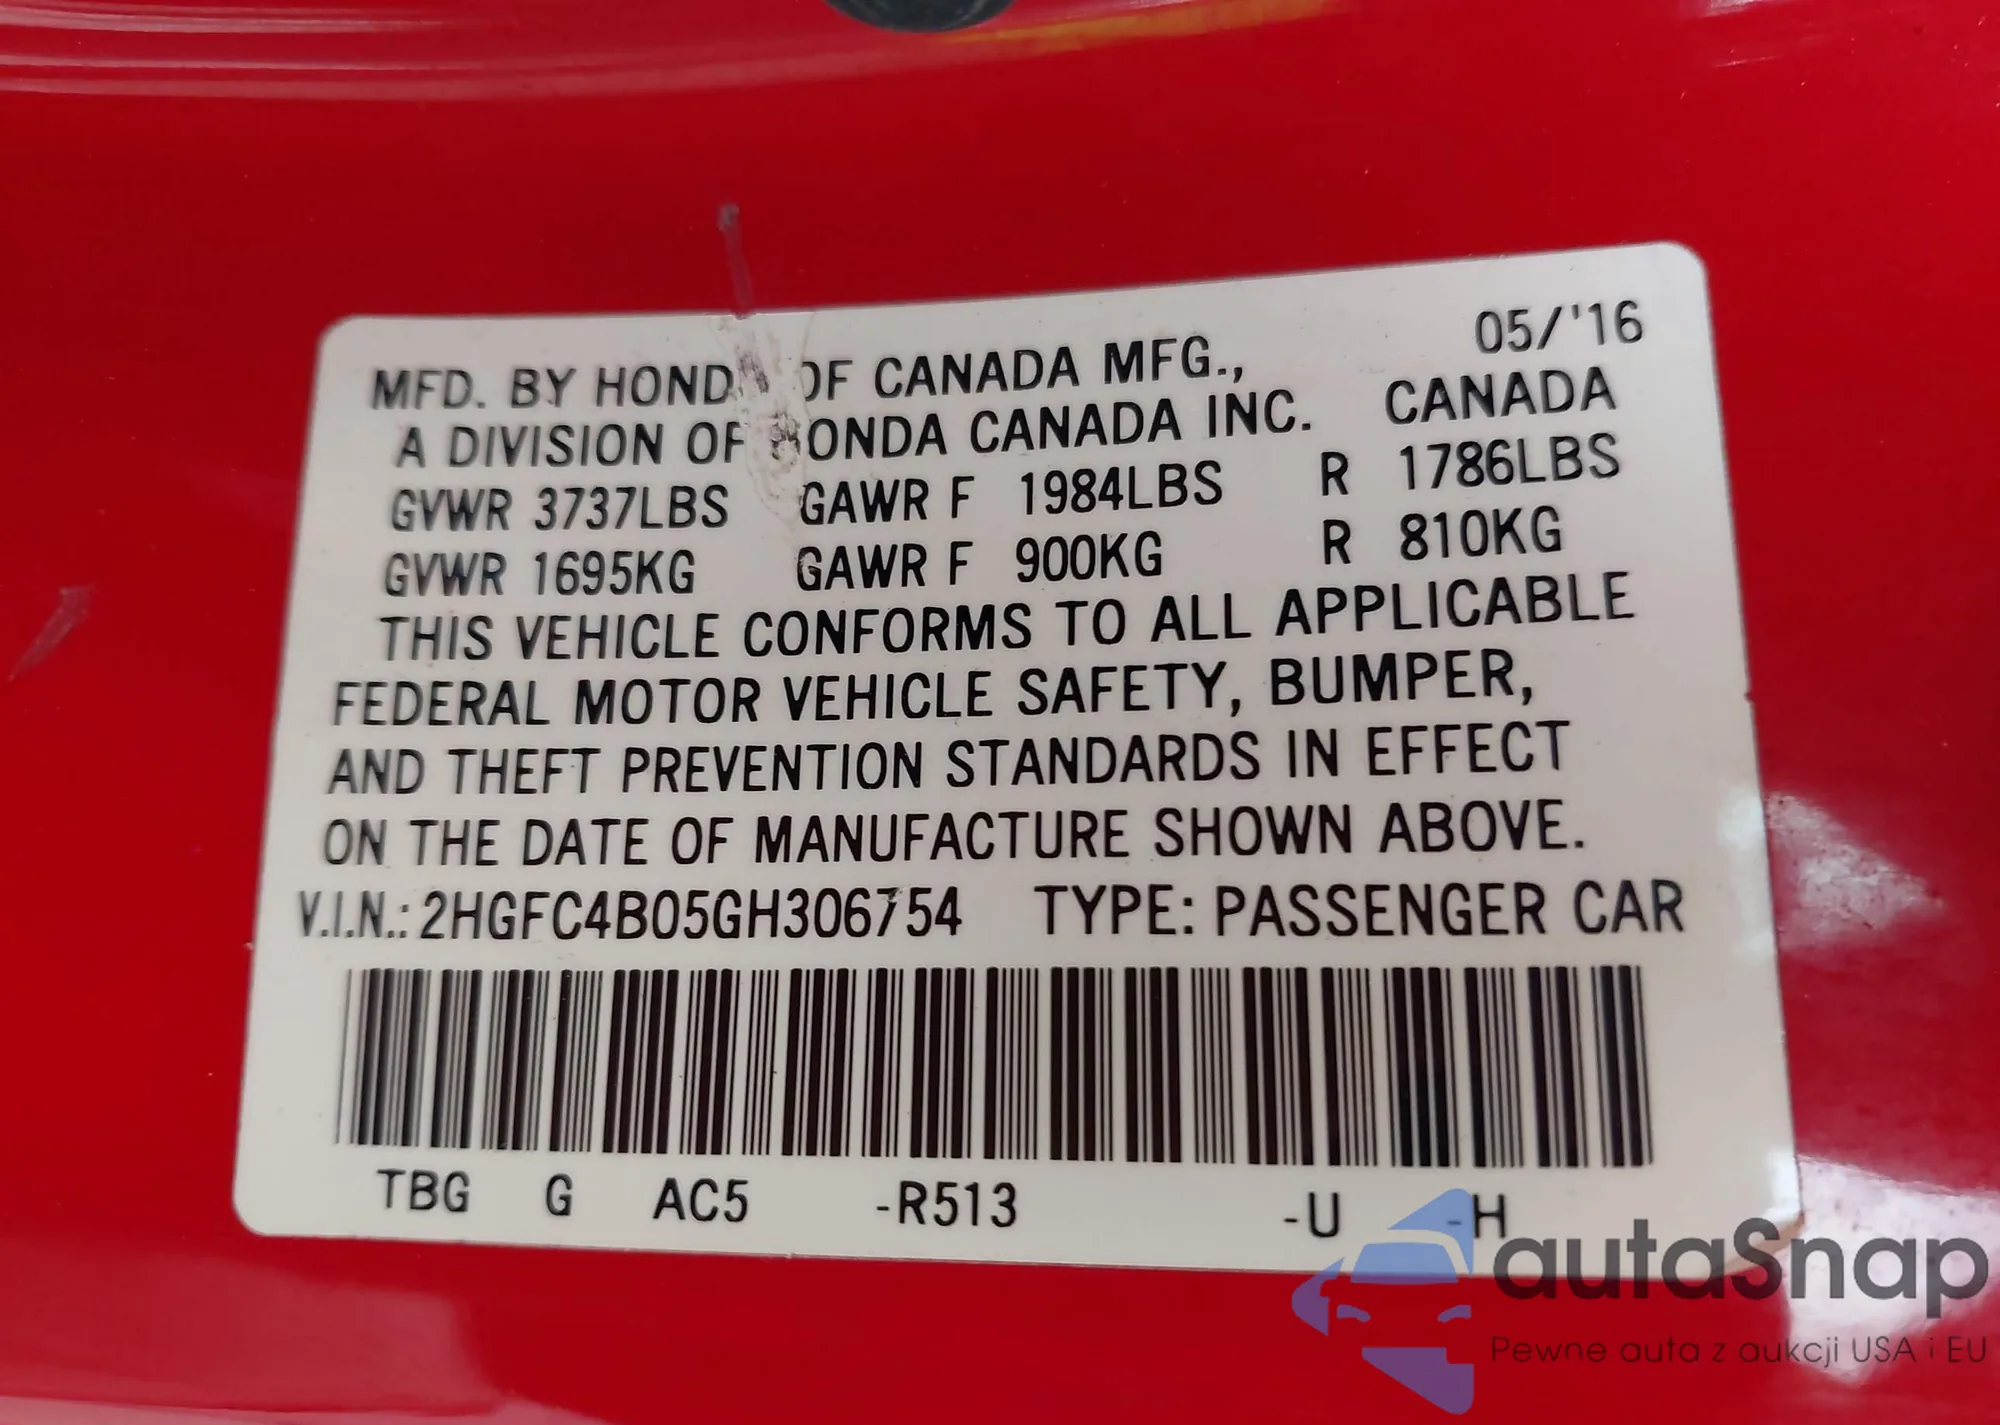 05/'16
MFD. BY HONDA OF CANADA MFG.,
A DIVISION OF HONDA CANADA INC. CANADA
GVWR 3737LBS GAWR F 1984LBS R 1786LBS
GVWR 1695KG GAWR F 900KG R 810KG
THIS VEHICLE CONFORMS TO ALL APPLICABLE
FEDERAL MOTOR VEHICLE SAFETY, BUMPER,
AND THEFT PREVENTION STANDARDS IN EFFECT
ON THE DATE OF MANUFACTURE SHOWN ABOVE.
V.I.N.: 2HGFC4B05GH306754 TYPE: PASSENGER CAR
TBG G AC5 -R513 -U -H
autaSnap
Pewne auta z aukcji USA i EU